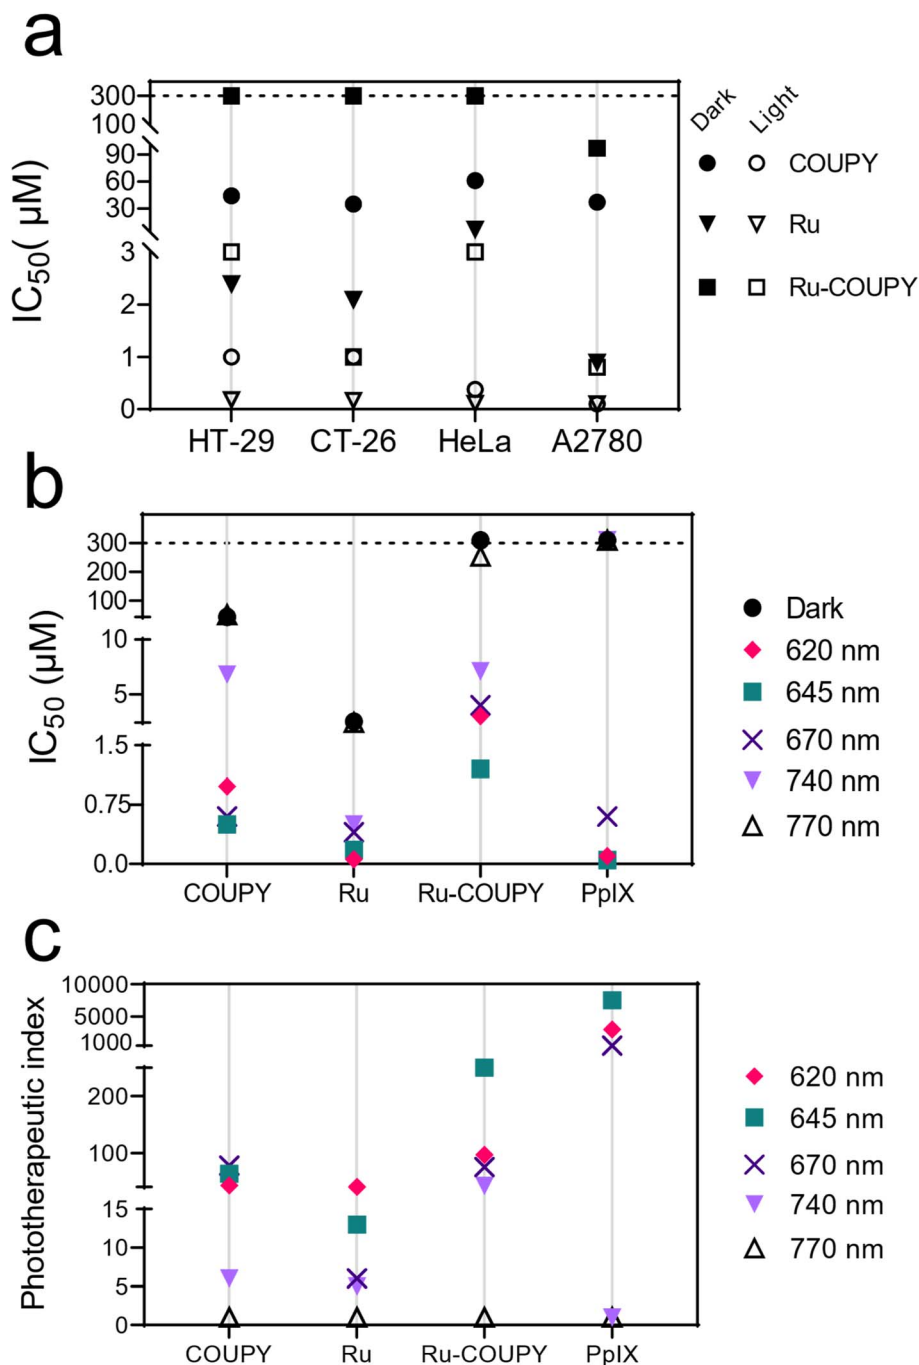 a
300
100
90
60
30
3
2
1
0
IC50( µM)
HT-29 CT-26 HeLa A2780
Dark Light
COUPY
Ru
Ru-COUPY
b
300
200
100
10
5
1.5
0.75
0.0
IC50 (µM)
COUPY Ru Ru-COUPY PpIX
Dark
620 nm
645 nm
670 nm
740 nm
770 nm
c
10000
5000
1000
200
100
15
10
5
0
Phototherapeutic index
COUPY Ru Ru-COUPY PpIX
620 nm
645 nm
670 nm
740 nm
770 nm